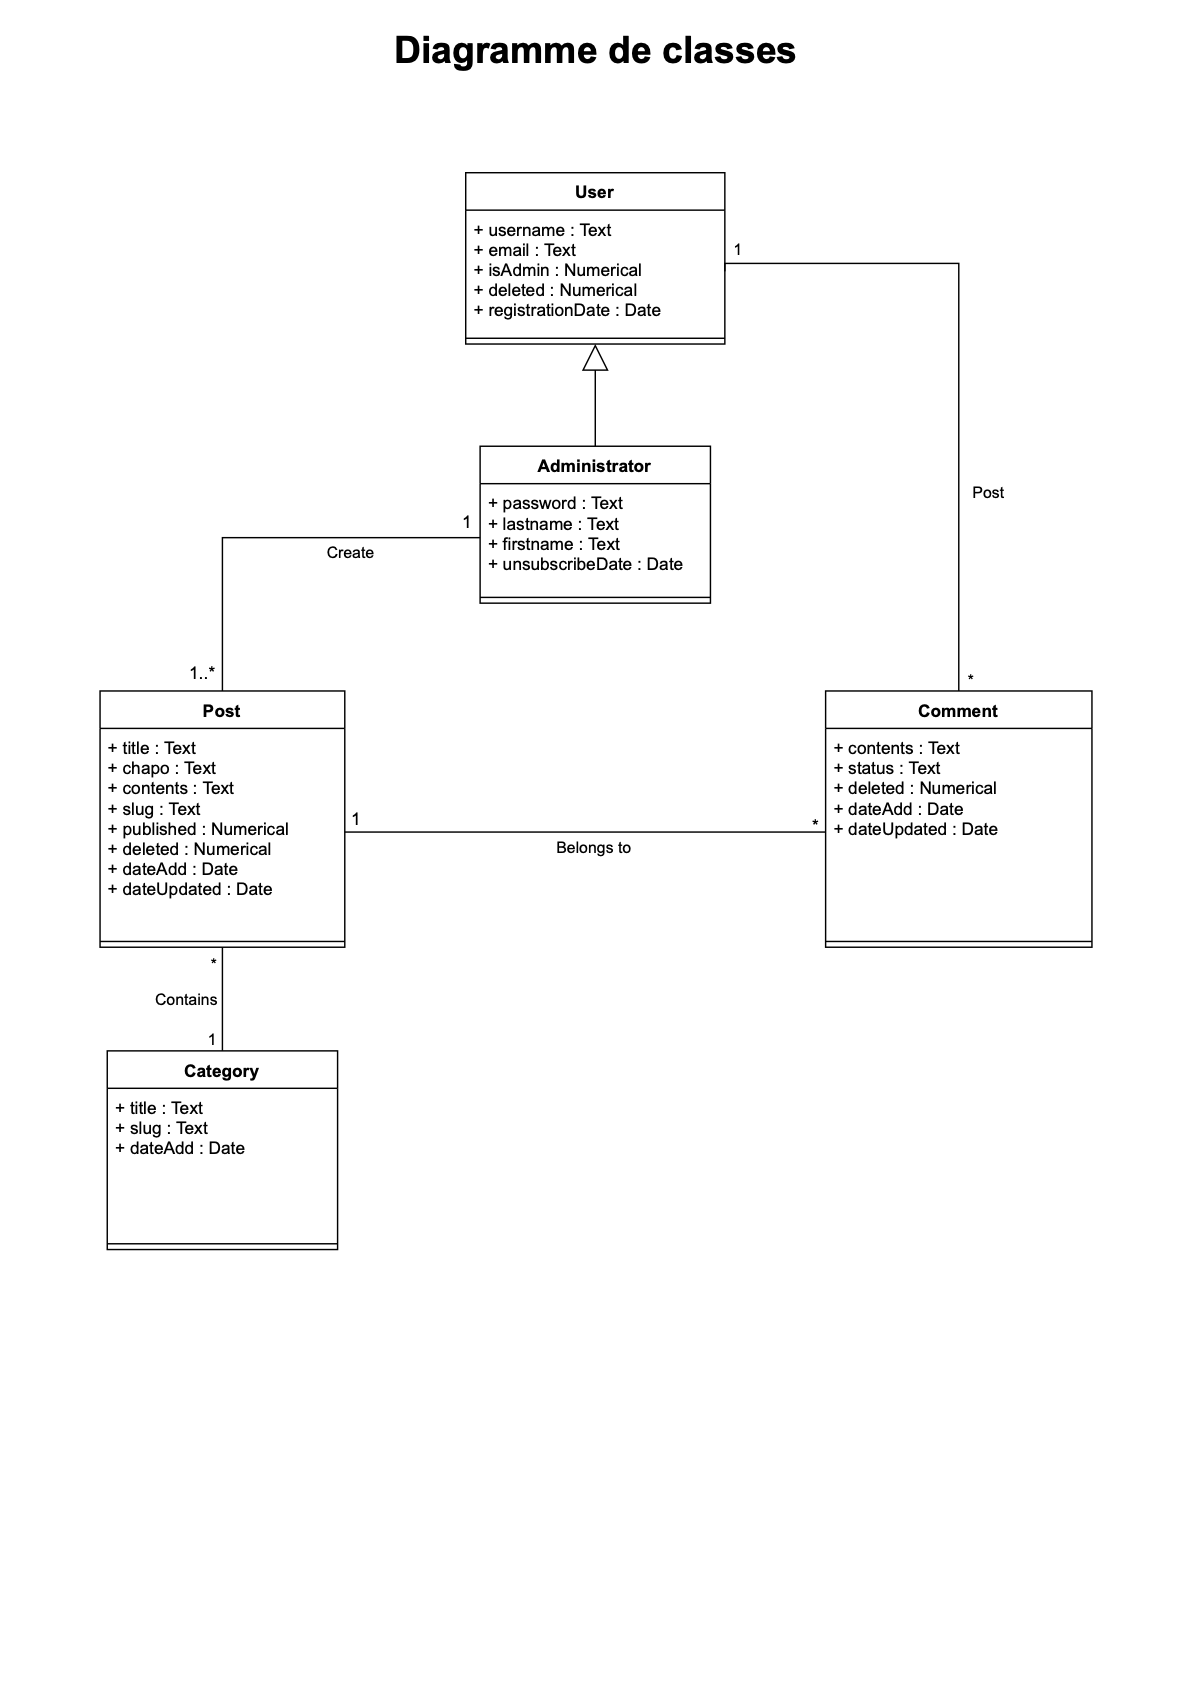 Diagramme de classes
User
+ username : Text
+ email : Text
+ isAdmin : Numerical
+ deleted : Numerical
+ registrationDate : Date
1
Post
*
Administrator
+ password : Text
+ lastname : Text
+ firstname : Text
+ unsubscribeDate : Date
1
Create
1..*
Post
+ title : Text
+ chapo : Text
+ contents : Text
+ slug : Text
+ published : Numerical
+ deleted : Numerical
+ dateAdd : Date
+ dateUpdated : Date
1
Belongs to
*
Comment
+ contents : Text
+ status : Text
+ deleted : Numerical
+ dateAdd : Date
+ dateUpdated : Date
*
Contains
1
Category
+ title : Text
+ slug : Text
+ dateAdd : Date